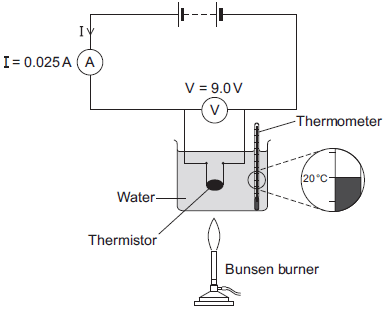 I
I = 0.025 A
A
V = 9.0 V
V
Thermometer
20°C
Water
Thermistor
Bunsen burner